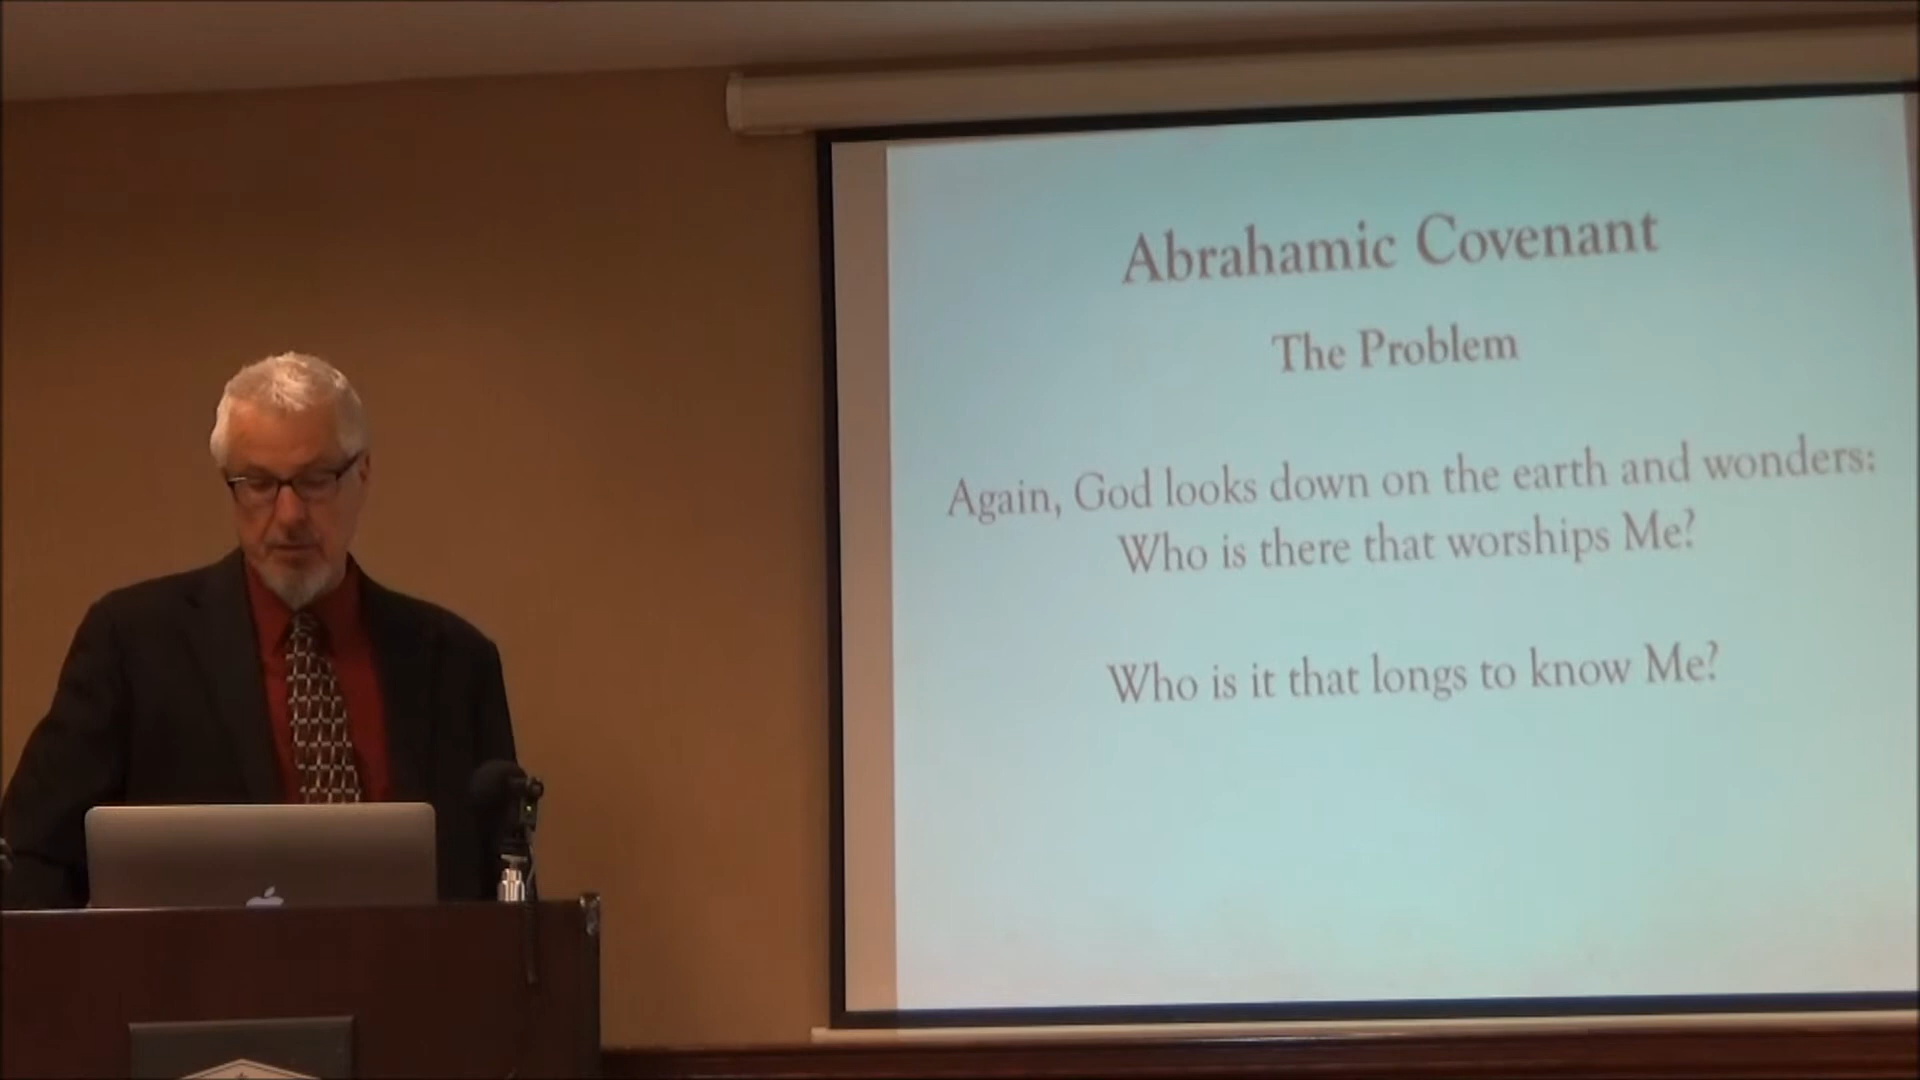 Abrahamic Covenant
The Problem
Again, God looks down on the earth and wonders:
Who is there that worships Me?
Who is it that longs to know Me?